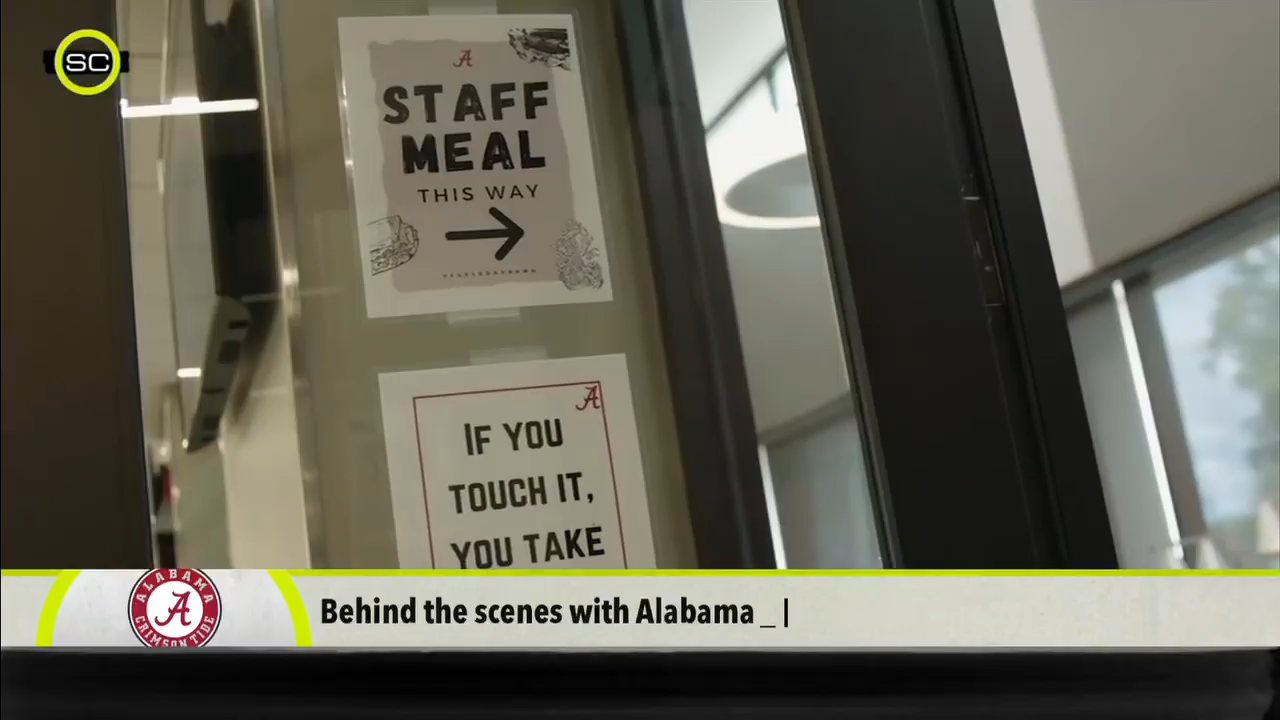 SC
A
STAFF
MEAL
THIS WAY
A
IF YOU
TOUCH IT,
YOU TAKE
ALABAMA
A
CRIMSON TIDE
Behind the scenes with Alabama _ |